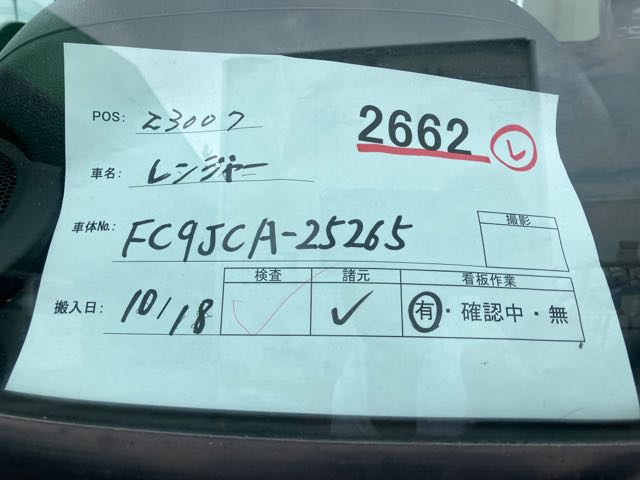 POS: Z3007
2662 レ
車名: レンジャー
車体No.: FC9JCA-25265
撮影
搬入日: 10/18
検査 諸元 看板作業
✓ ✓ 有・確認中・無